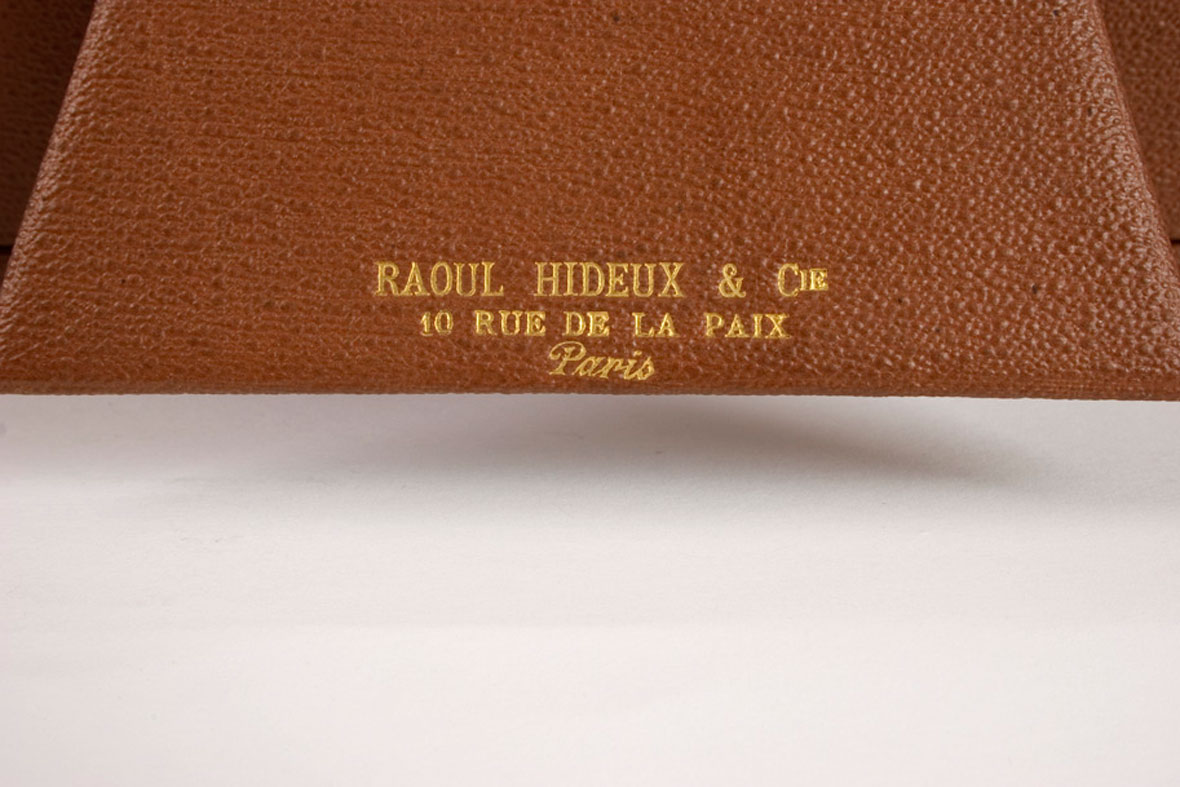 RAOUL HIDEUX & CIE
10 RUE DE LA PAIX
Paris